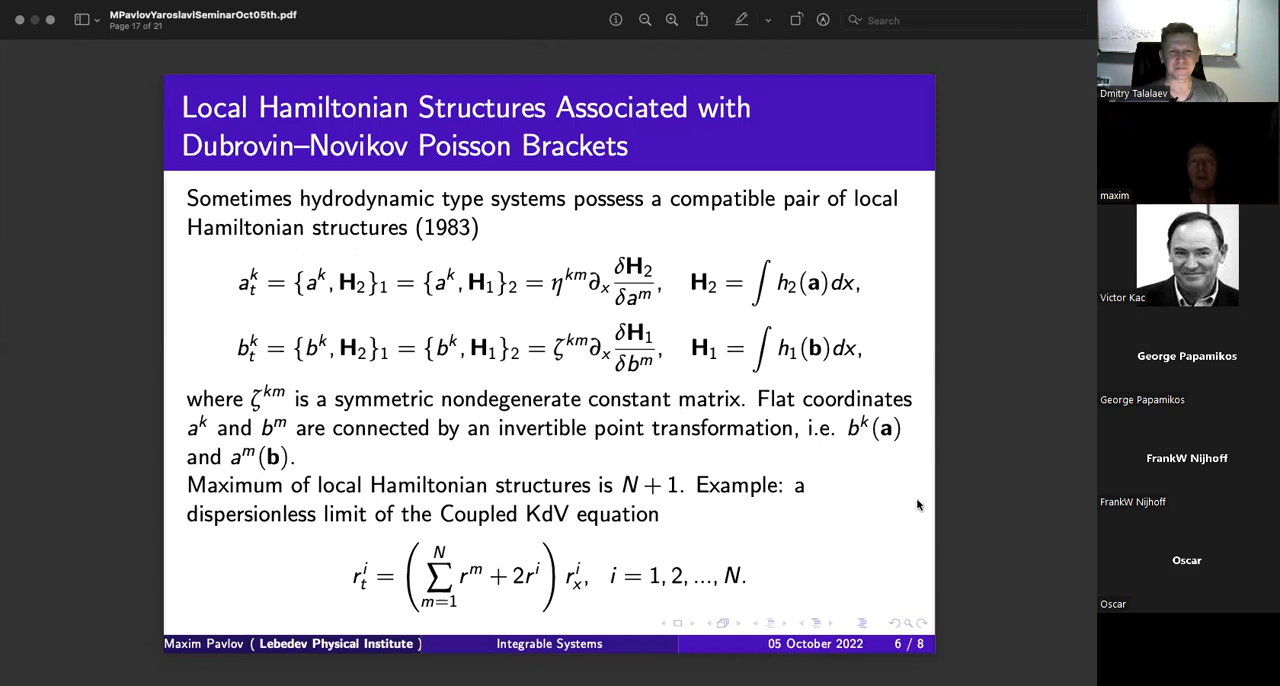 MPavlovYaroslavlSeminarOct05th.pdf
Page 17 of 21
Search
Local Hamiltonian Structures Associated with
Dubrovin–Novikov Poisson Brackets
Sometimes hydrodynamic type systems possess a compatible pair of local
Hamiltonian structures (1983)
a^k_t = {a^k, H_2}_1 = {a^k, H_1}_2 = η^{km} ∂_x δH_2/δa^m, H_2 = ∫ h_2(a)dx,
b^k_t = {b^k, H_2}_1 = {b^k, H_1}_2 = ζ^{km} ∂_x δH_1/δb^m, H_1 = ∫ h_1(b)dx,
where ζ^{km} is a symmetric nondegenerate constant matrix. Flat coordinates
a^k and b^m are connected by an invertible point transformation, i.e. b^k(a)
and a^m(b).
Maximum of local Hamiltonian structures is N + 1. Example: a
dispersionless limit of the Coupled KdV equation
r^i_t = (∑_{m=1}^N r^m + 2r^i) r^i_x, i = 1, 2, ..., N.
Maxim Pavlov ( Lebedev Physical Institute )
Integrable Systems
05 October 2022
6 / 8
Dmitry Talalaev
maxim
Victor Kac
George Papamikos
George Papamikos
FrankW Nijhoff
FrankW Nijhoff
Oscar
Oscar